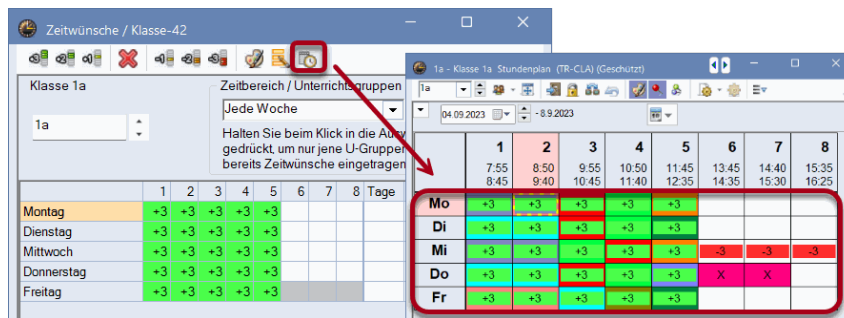 Zeitwünsche / Klasse-42
Klasse 1a
Zeitbereich / Unterrichtsgruppen
1a
Jede Woche
Halten Sie beim Klick in die
gedrückt, um nur jene U-Gruppen
bereits Zeitwünsche eingetragen
1 2 3 4 5 6 7 8 Tage
Montag +3 +3 +3 +3 +3
Dienstag +3 +3 +3 +3 +3
Mittwoch +3 +3 +3 +3 +3
Donnerstag +3 +3 +3 +3 +3
Freitag +3 +3 +3 +3 +3
1a - Klasse 1a Stundenplan (TR-CLA) (Geschützt)
1a
04.09.2023 - 8.9.2023
1 2 3 4 5 6 7 8
7:55 8:50 9:55 10:50 11:45 13:45 14:40 15:35
8:45 9:40 10:45 11:40 12:35 14:35 15:30 16:25
Mo +3 +3 +3 +3 +3
Di +3 +3 +3 +3 +3
Mi +3 +3 +3 +3 +3 -3 -3 -3
Do +3 +3 +3 +3 +3 X X
Fr +3 +3 +3 +3 +3